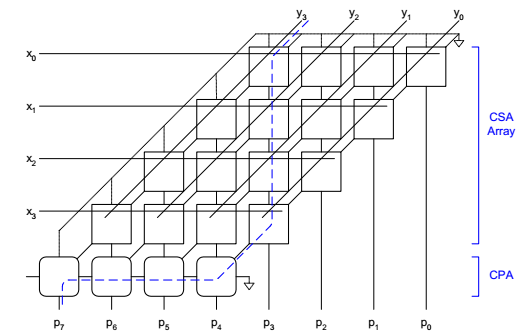 y3 y2 y1 y0
x0
x1
CSA
Array
x2
x3
CPA
p7 p6 p5 p4 p3 p2 p1 p0